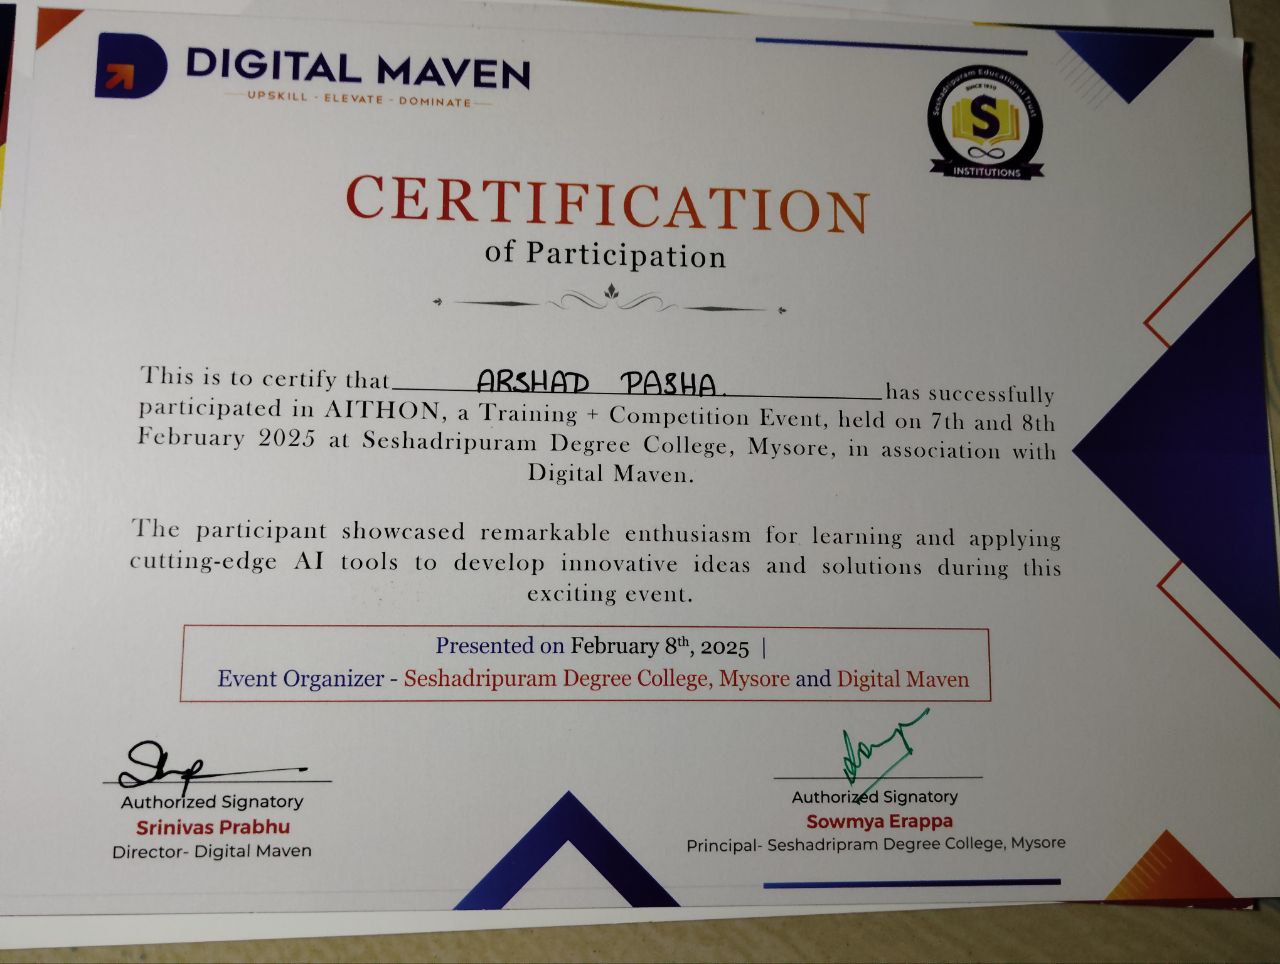 DIGITAL MAVEN
UPSKILL - ELEVATE - DOMINATE
Seshadripuram Educational Trust
SINCE 1930
S
INSTITUTIONS
CERTIFICATION
of Participation
This is to certify that ARSHAD PASHA. has successfully
participated in AITHON, a Training + Competition Event, held on 7th and 8th
February 2025 at Seshadripuram Degree College, Mysore, in association with
Digital Maven.
The participant showcased remarkable enthusiasm for learning and applying
cutting-edge AI tools to develop innovative ideas and solutions during this
exciting event.
Presented on February 8th, 2025 |
Event Organizer - Seshadripuram Degree College, Mysore and Digital Maven
Authorized Signatory
Srinivas Prabhu
Director- Digital Maven
Authorized Signatory
Sowmya Erappa
Principal- Seshadripram Degree College, Mysore